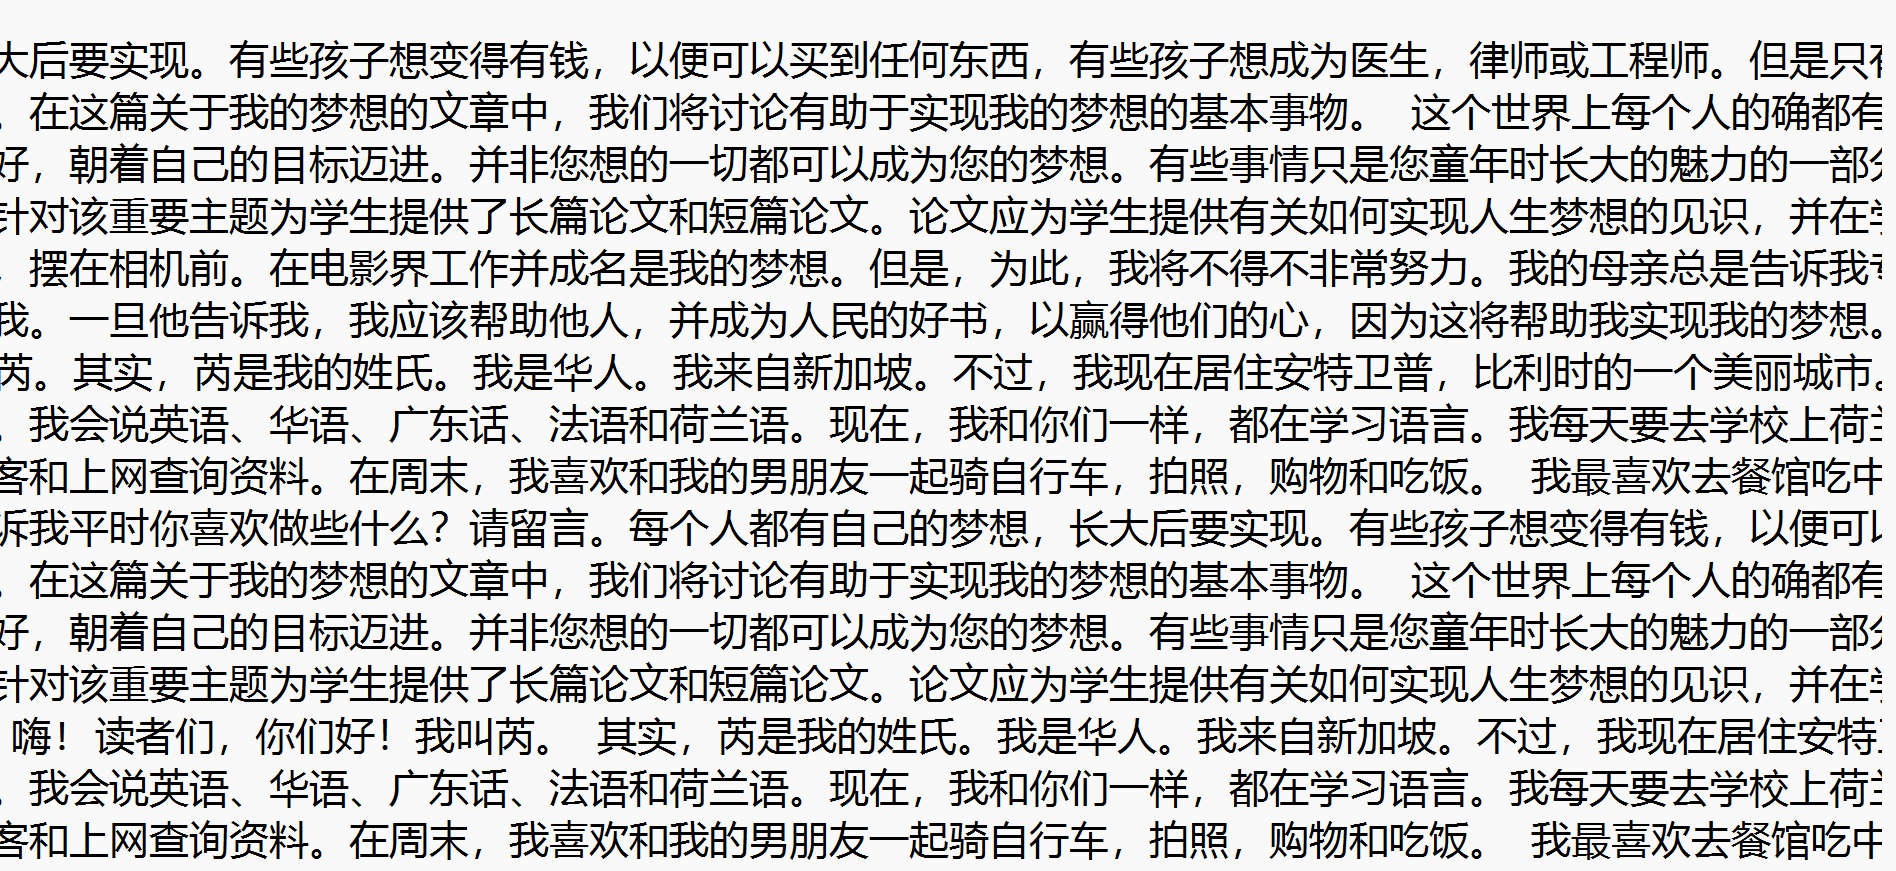 大后要实现。有些孩子想变得有钱，以便可以买到任何东西，有些孩子想成为医生，律师或工程师。但是只有
。在这篇关于我的梦想的文章中，我们将讨论有助于实现我的梦想的基本事物。 这个世界上每个人的确都有
好，朝着自己的目标迈进。并非您想的一切都可以成为您的梦想。有些事情只是您童年时长大的魅力的一部分
针对该重要主题为学生提供了长篇论文和短篇论文。论文应为学生提供有关如何实现人生梦想的见识，并在学
，摆在相机前。在电影界工作并成名是我的梦想。但是，为此，我将不得不非常努力。我的母亲总是告诉我专
我。一旦他告诉我，我应该帮助他人，并成为人民的好书，以赢得他们的心，因为这将帮助我实现我的梦想。
芮。其实，芮是我的姓氏。我是华人。我来自新加坡。不过，我现在居住安特卫普，比利时的一个美丽城市。
。我会说英语、华语、广东话、法语和荷兰语。现在，我和你们一样，都在学习语言。我每天要去学校上荷兰
客和上网查询资料。在周末，我喜欢和我的男朋友一起骑自行车，拍照，购物和吃饭。 我最喜欢去餐馆吃中
诉我平时你喜欢做些什么？请留言。每个人都有自己的梦想，长大后要实现。有些孩子想变得有钱，以便可以
。在这篇关于我的梦想的文章中，我们将讨论有助于实现我的梦想的基本事物。 这个世界上每个人的确都有
好，朝着自己的目标迈进。并非您想的一切都可以成为您的梦想。有些事情只是您童年时长大的魅力的一部分
针对该重要主题为学生提供了长篇论文和短篇论文。论文应为学生提供有关如何实现人生梦想的见识，并在学
嗨！读者们，你们好！我叫芮。 其实，芮是我的姓氏。我是华人。我来自新加坡。不过，我现在居住安特卫
。我会说英语、华语、广东话、法语和荷兰语。现在，我和你们一样，都在学习语言。我每天要去学校上荷兰
客和上网查询资料。在周末，我喜欢和我的男朋友一起骑自行车，拍照，购物和吃饭。 我最喜欢去餐馆吃中